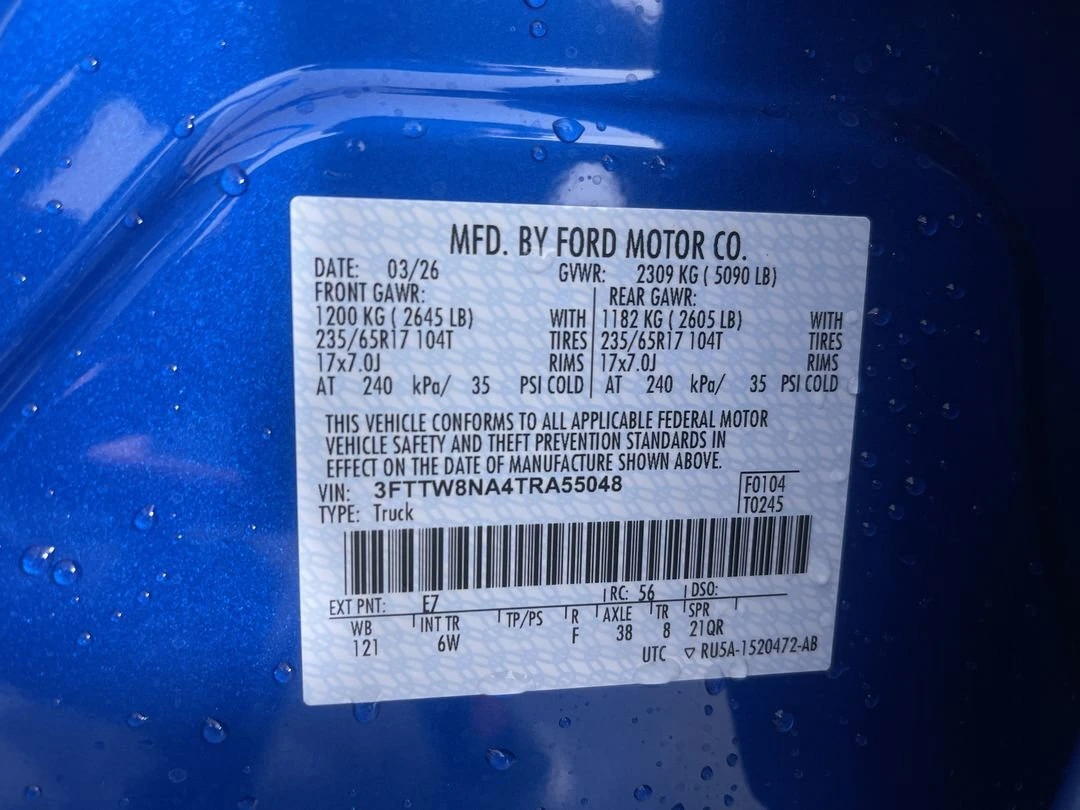 MFD. BY FORD MOTOR CO.
DATE: 03/26 GVWR: 2309 KG ( 5090 LB)
FRONT GAWR: REAR GAWR:
1200 KG ( 2645 LB) WITH 1182 KG ( 2605 LB) WITH
235/65R17 104T TIRES 235/65R17 104T TIRES
17x7.0J RIMS 17x7.0J RIMS
AT 240 kPa/ 35 PSI COLD AT 240 kPa/ 35 PSI COLD
THIS VEHICLE CONFORMS TO ALL APPLICABLE FEDERAL MOTOR
VEHICLE SAFETY AND THEFT PREVENTION STANDARDS IN
EFFECT ON THE DATE OF MANUFACTURE SHOWN ABOVE.
VIN: 3FTTW8NA4TRA55048 F0104
TYPE: Truck T0245
EXT PNT: E7 RC: 56 DSO:
WB INT TR TP/PS R AXLE TR SPR
121 6W F 38 8 21QR
UTC ▽ RU5A-1520472-AB